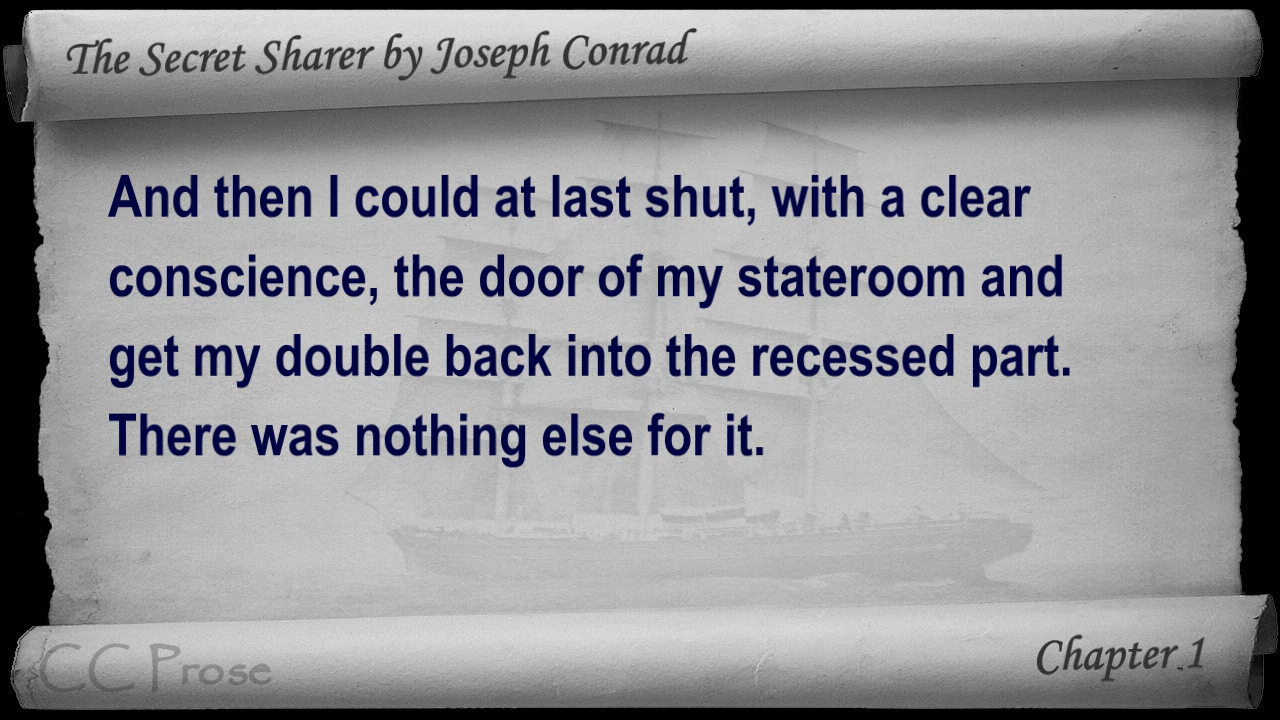 The Secret Sharer by Joseph Conrad
And then I could at last shut, with a clear
conscience, the door of my stateroom and
get my double back into the recessed part.
There was nothing else for it.
CC Prose
Chapter 1